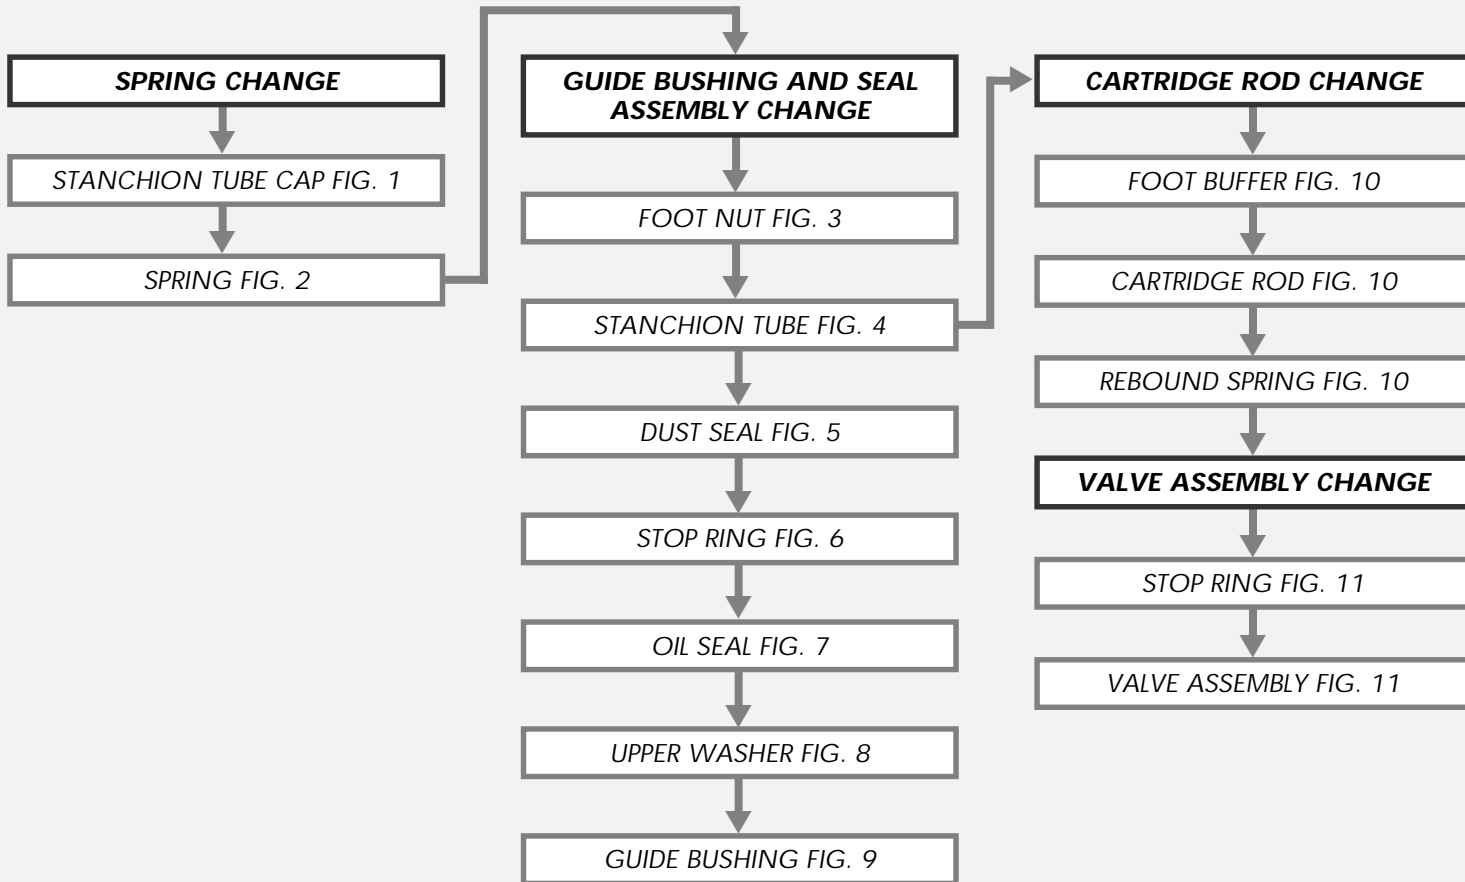 SPRING CHANGE
STANCHION TUBE CAP FIG. 1
SPRING FIG. 2
GUIDE BUSHING AND SEAL
ASSEMBLY CHANGE
FOOT NUT FIG. 3
STANCHION TUBE FIG. 4
DUST SEAL FIG. 5
STOP RING FIG. 6
OIL SEAL FIG. 7
UPPER WASHER FIG. 8
GUIDE BUSHING FIG. 9
CARTRIDGE ROD CHANGE
FOOT BUFFER FIG. 10
CARTRIDGE ROD FIG. 10
REBOUND SPRING FIG. 10
VALVE ASSEMBLY CHANGE
STOP RING FIG. 11
VALVE ASSEMBLY FIG. 11